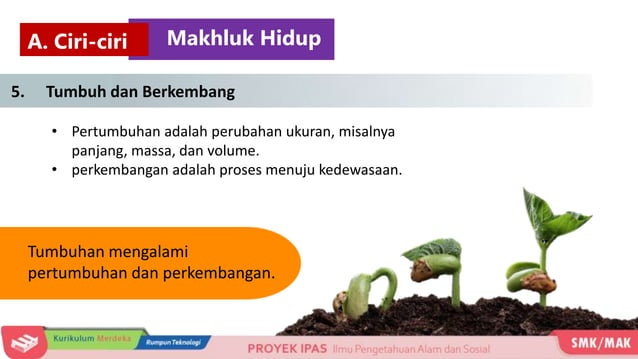 A. Ciri-ciri Makhluk Hidup
5. Tumbuh dan Berkembang
• Pertumbuhan adalah perubahan ukuran, misalnya
panjang, massa, dan volume.
• perkembangan adalah proses menuju kedewasaan.
Tumbuhan mengalami
pertumbuhan dan perkembangan.
Kurikulum Merdeka Rumpun Teknologi PROYEK IPAS Ilmu Pengetahuan Alam dan Sosial SMK/MAK